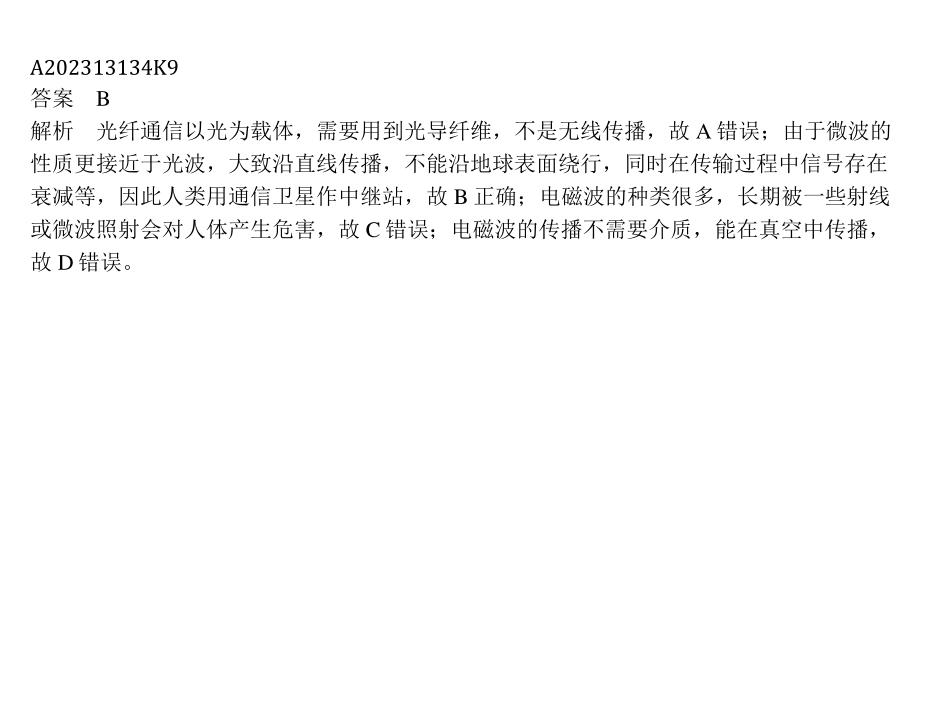 A202313134K9
答案　B
解析　光纤通信以光为载体，需要用到光导纤维，不是无线传播，故 A 错误；由于微波的
性质更接近于光波，大致沿直线传播，不能沿地球表面绕行，同时在传输过程中信号存在
衰减等，因此人类用通信卫星作中继站，故 B 正确；电磁波的种类很多，长期被一些射线
或微波照射会对人体产生危害，故 C 错误；电磁波的传播不需要介质，能在真空中传播，
故 D 错误。